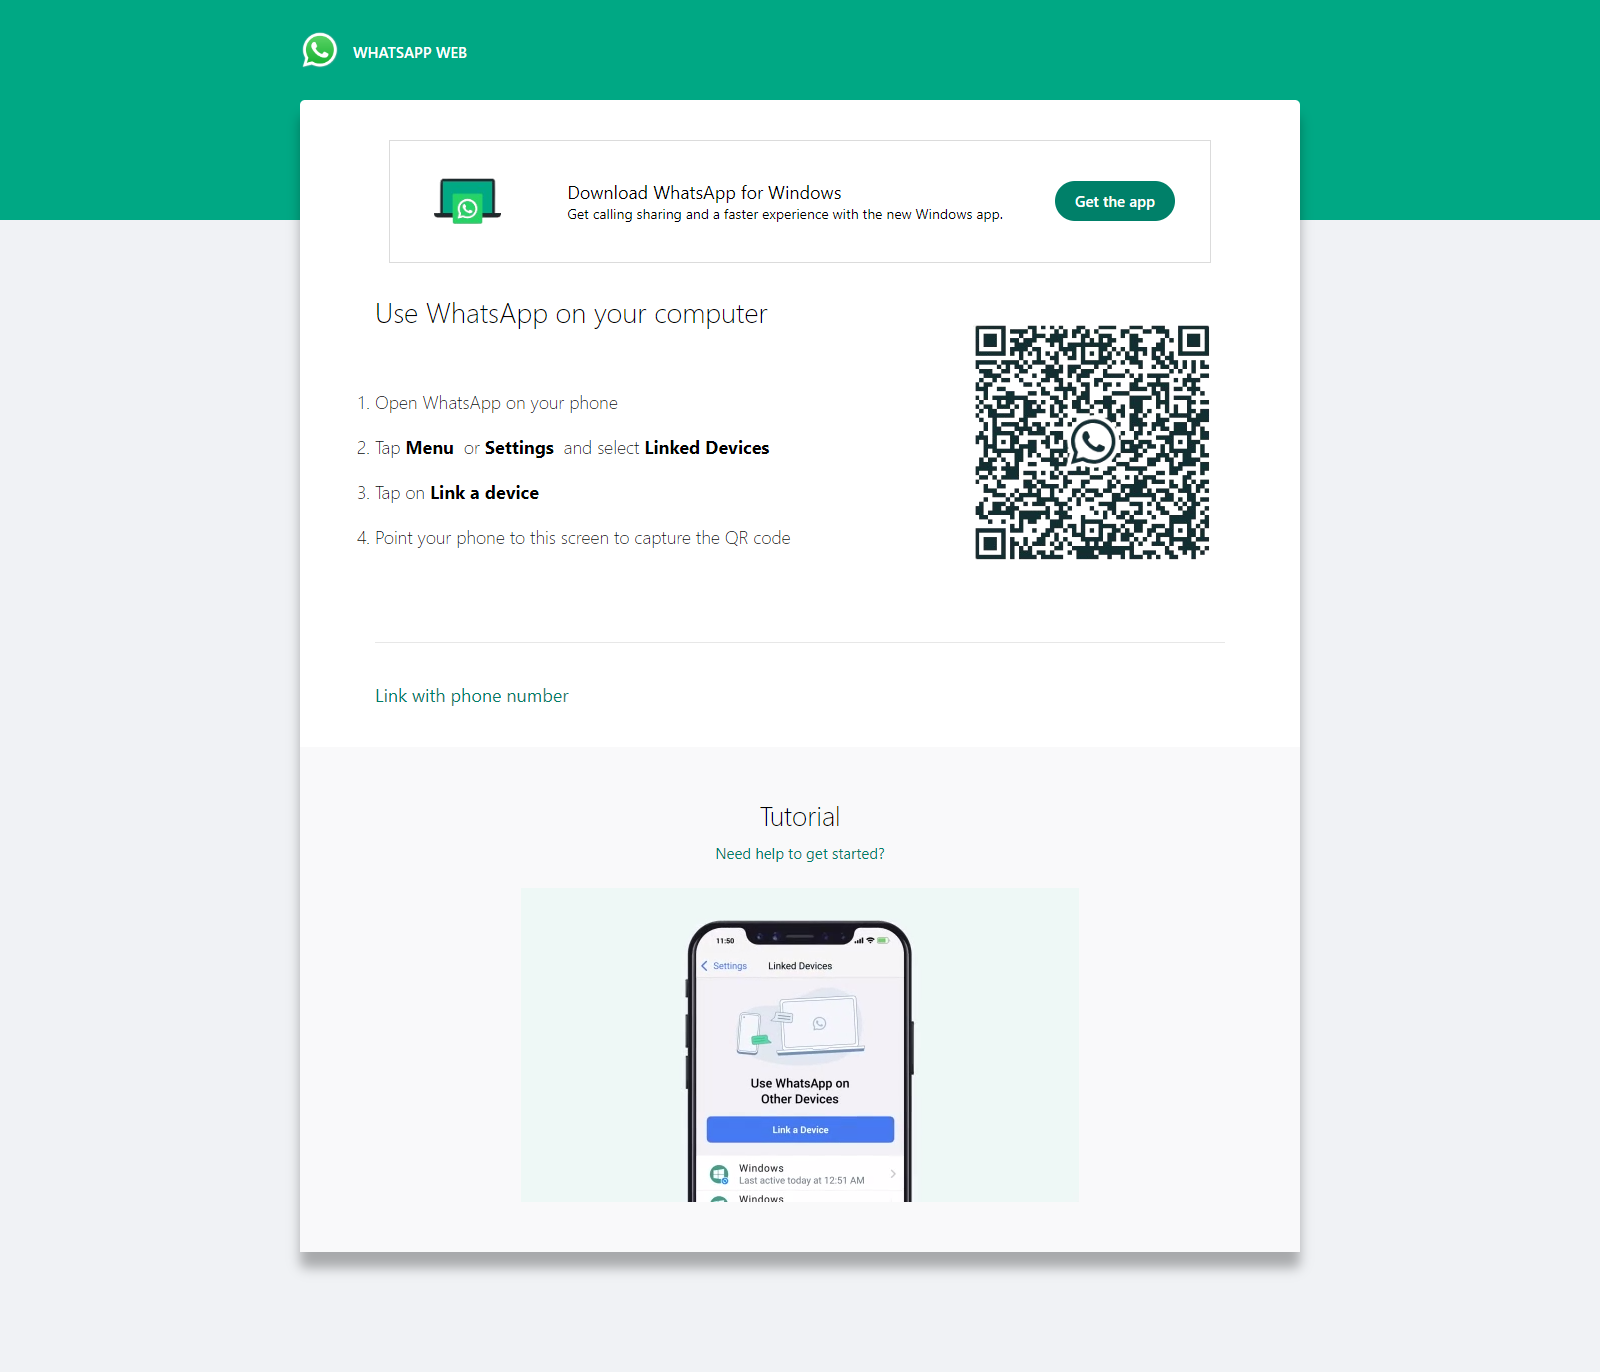 WHATSAPP WEB
Download WhatsApp for Windows
Get calling sharing and a faster experience with the new Windows app.
Get the app
Use WhatsApp on your computer
1. Open WhatsApp on your phone
2. Tap Menu or Settings and select Linked Devices
3. Tap on Link a device
4. Point your phone to this screen to capture the QR code
Link with phone number
Tutorial
Need help to get started?
11:50
Settings Linked Devices
Use WhatsApp on
Other Devices
Link a Device
Windows
Last active today at 12:51 AM
Windows